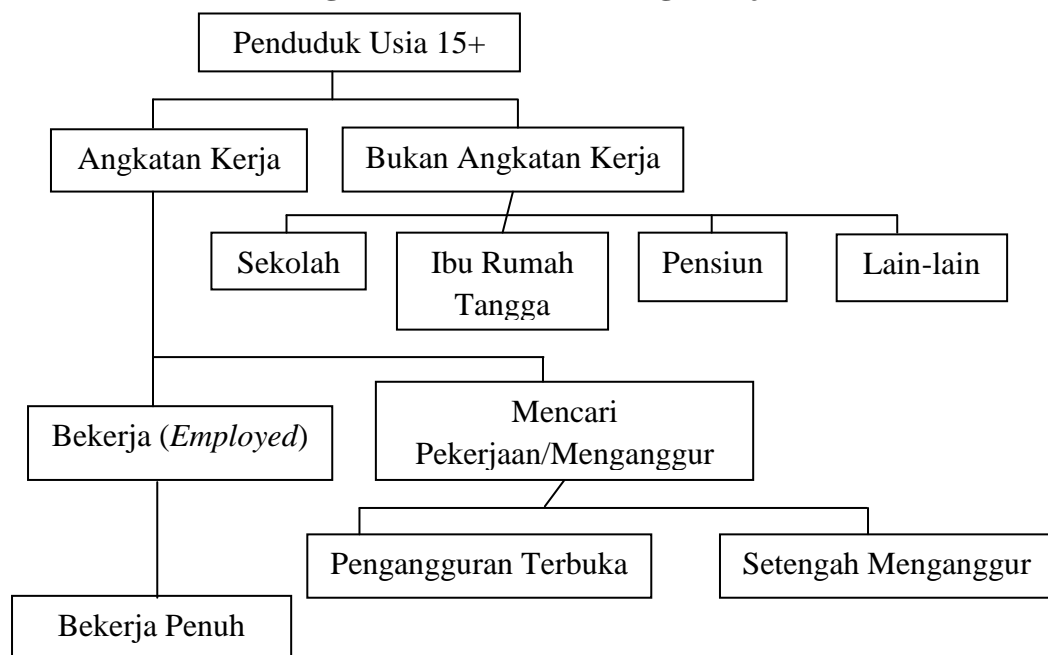 Penduduk Usia 15+
Angkatan Kerja
Bukan Angkatan Kerja
Sekolah
Ibu Rumah
Tangga
Pensiun
Lain-lain
Bekerja (Employed)
Mencari
Pekerjaan/Menganggur
Pengangguran Terbuka
Setengah Menganggur
Bekerja Penuh